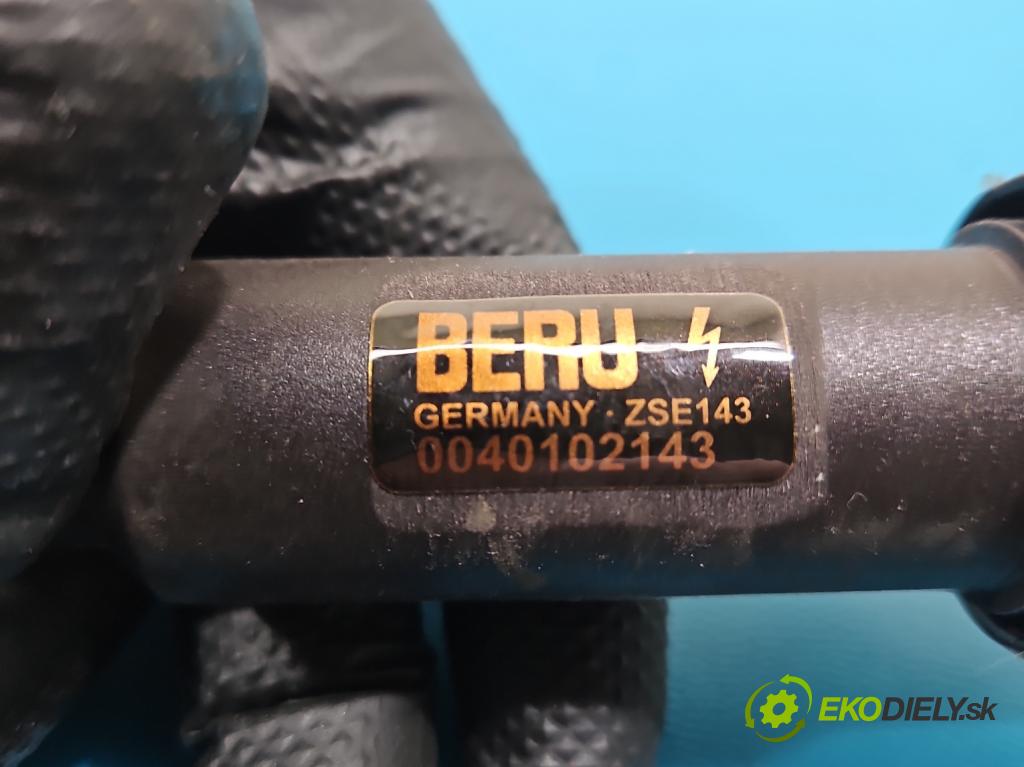 BERU
GERMANY · ZSE143
0040102143
EKODIELY.sk